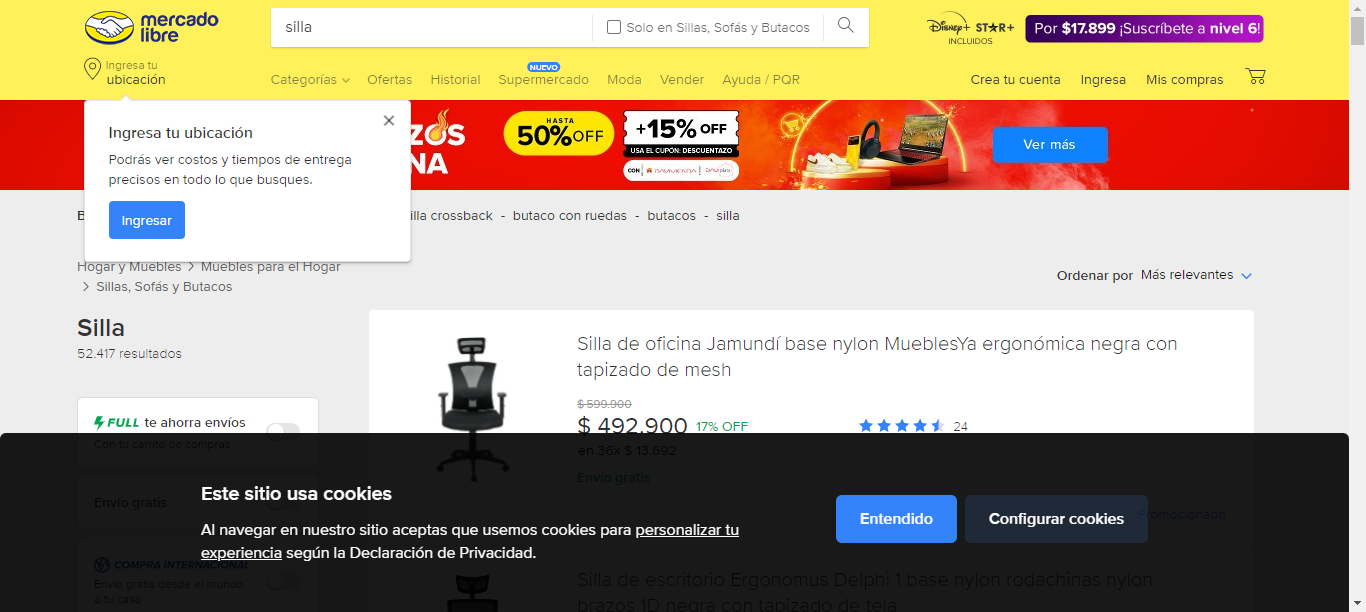 mercado
libre
silla
Solo en Sillas, Sofás y Butacos
Disney+ STAR+
INCLUIDOS
Por $17.899 ¡Suscríbete a nivel 6!
Ingresa tu
ubicación
Categorías
Ofertas
Historial
NUEVO
Supermercado
Moda
Vender
Ayuda / PQR
Crea tu cuenta
Ingresa
Mis compras
Ingresa tu ubicación
Podrás ver costos y tiempos de entrega
precisos en todo lo que busques.
Ingresar
HASTA
50% OFF
+15% OFF
USA EL CUPÓN: DESCUENTAZO
CON DAVIVIENDA
Ver más
crossback - butaco con ruedas - butacos - silla
Hogar y Muebles > Muebles para el Hogar
> Sillas, Sofás y Butacos
Ordenar por Más relevantes
Silla
52.417 resultados
FULL te ahorra envíos
Con tu carrito de compras
Envío gratis
COMPRA INTERNACIONAL
Envío gratis desde el mundo
a tu casa
Silla de oficina Jamundí base nylon MueblesYa ergonómica negra con
tapizado de mesh
$ 599.900
$ 492.900 17% OFF
24
en 36x $ 13.692
Envío gratis
Promocionado
Este sitio usa cookies
Al navegar en nuestro sitio aceptas que usemos cookies para personalizar tu
experiencia según la Declaración de Privacidad.
Entendido
Configurar cookies
Silla de escritorio Ergonomus Delphi 1 base nylon rodachinas nylon
brazos 1D negra con tapizado de tela